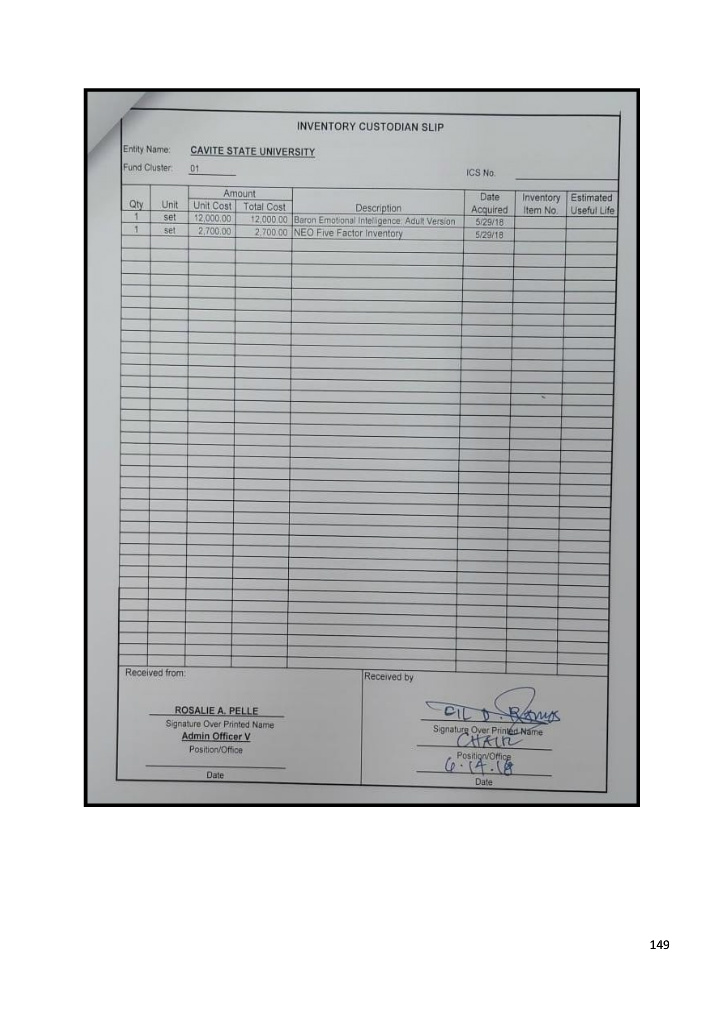 INVENTORY CUSTODIAN SLIP
Entity Name: CAVITE STATE UNIVERSITY
Fund Cluster: 01
ICS No.
Qty Unit Amount Unit Cost Total Cost Description Date Acquired Inventory Item No. Estimated Useful Life
1 set 12,000.00 12,000.00 Baron Emotional Intelligence: Adult Version 5/29/18
1 set 2,700.00 2,700.00 NEO Five Factor Inventory 5/29/18
Received from:
ROSALIE A. PELLE
Signature Over Printed Name
Admin Officer V
Position/Office
Date
Received by
GIL D. Ramos
Signature Over Printed Name
CHAIR
Position/Office
6.14.18
Date
149